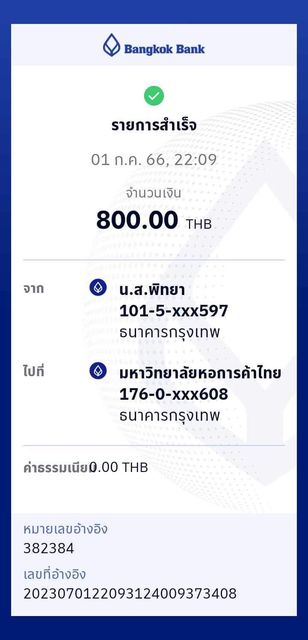 Bangkok Bank
รายการสำเร็จ
01 ก.ค. 66, 22:09
จำนวนเงิน
800.00 THB
จาก
น.ส.พิทยา
101-5-xxx597
ธนาคารกรุงเทพ
ไปที่
มหาวิทยาลัยหอการค้าไทย
176-0-xxx608
ธนาคารกรุงเทพ
ค่าธรรมเนียม 0.00 THB
หมายเลขอ้างอิง
382384
เลขที่อ้างอิง
2023070122093124009373408